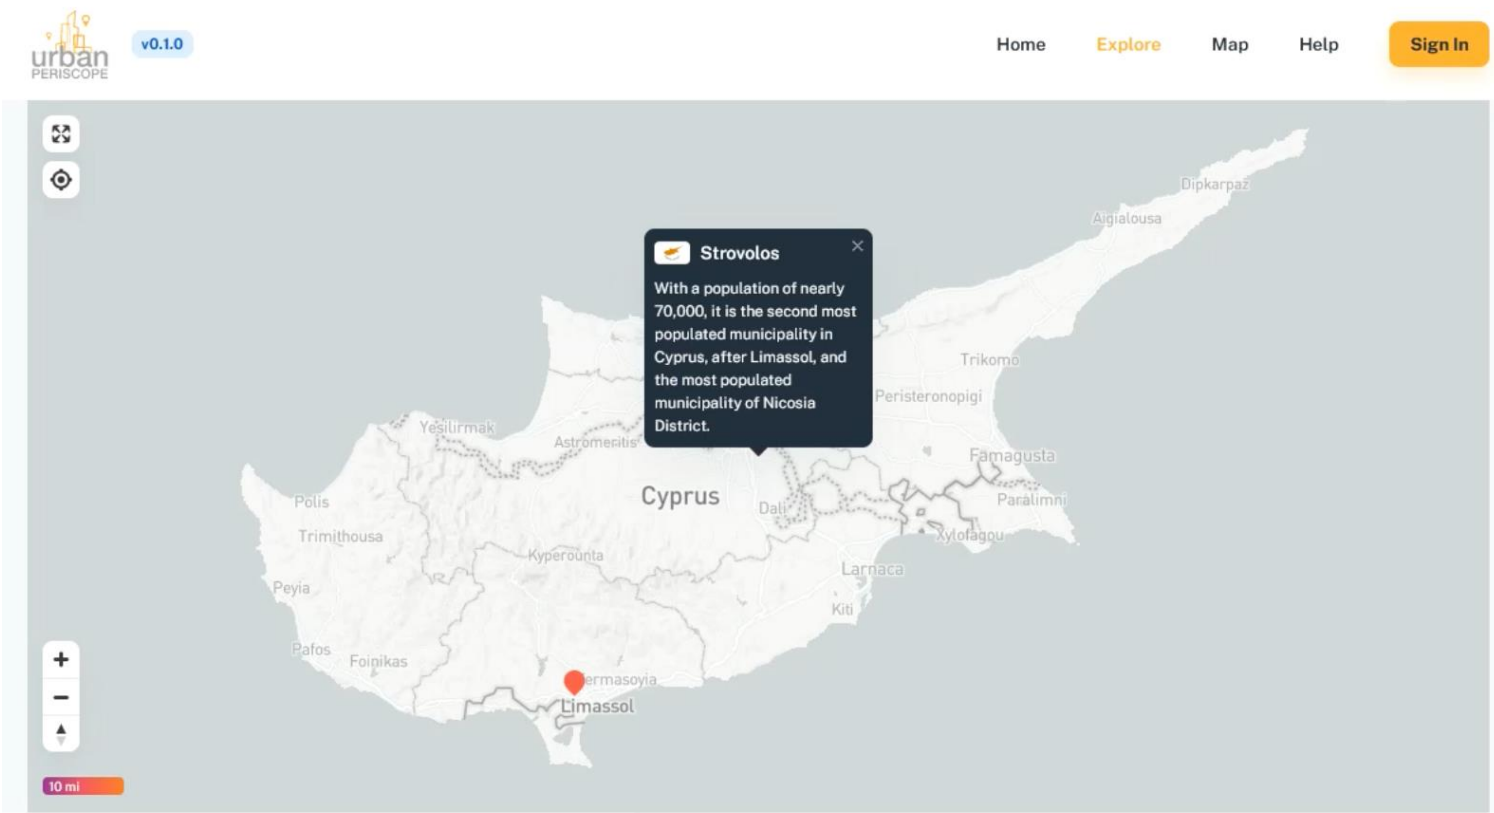 urban
PERISCOPE
v0.1.0
Home
Explore
Map
Help
Sign In
Dipkarpaz
Aigialousa
Strovolos
With a population of nearly
70,000, it is the second most
populated municipality in
Cyprus, after Limassol, and
the most populated
municipality of Nicosia
District.
Trikomo
Peristeronopigi
Yeşilirmak
Astromeritis
Famagusta
Cyprus
Polis
Dali
Paralimni
Trimithousa
Xylofagou
Kyperounta
Larnaca
Peyia
Kiti
Pafos
Foinikas
ermasoyia
Limassol
10 mi